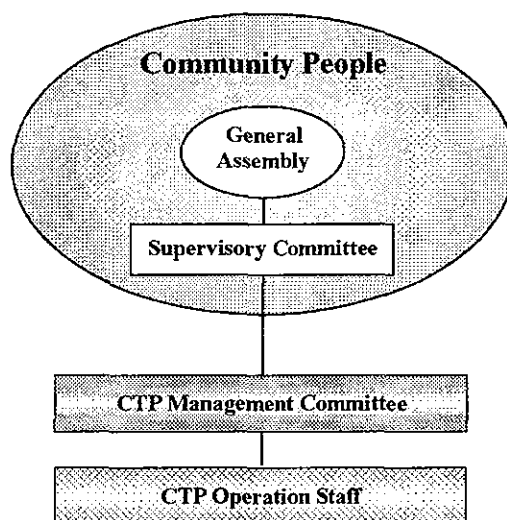 Community People
General
Assembly
Supervisory Committee
CTP Management Committee
CTP Operation Staff